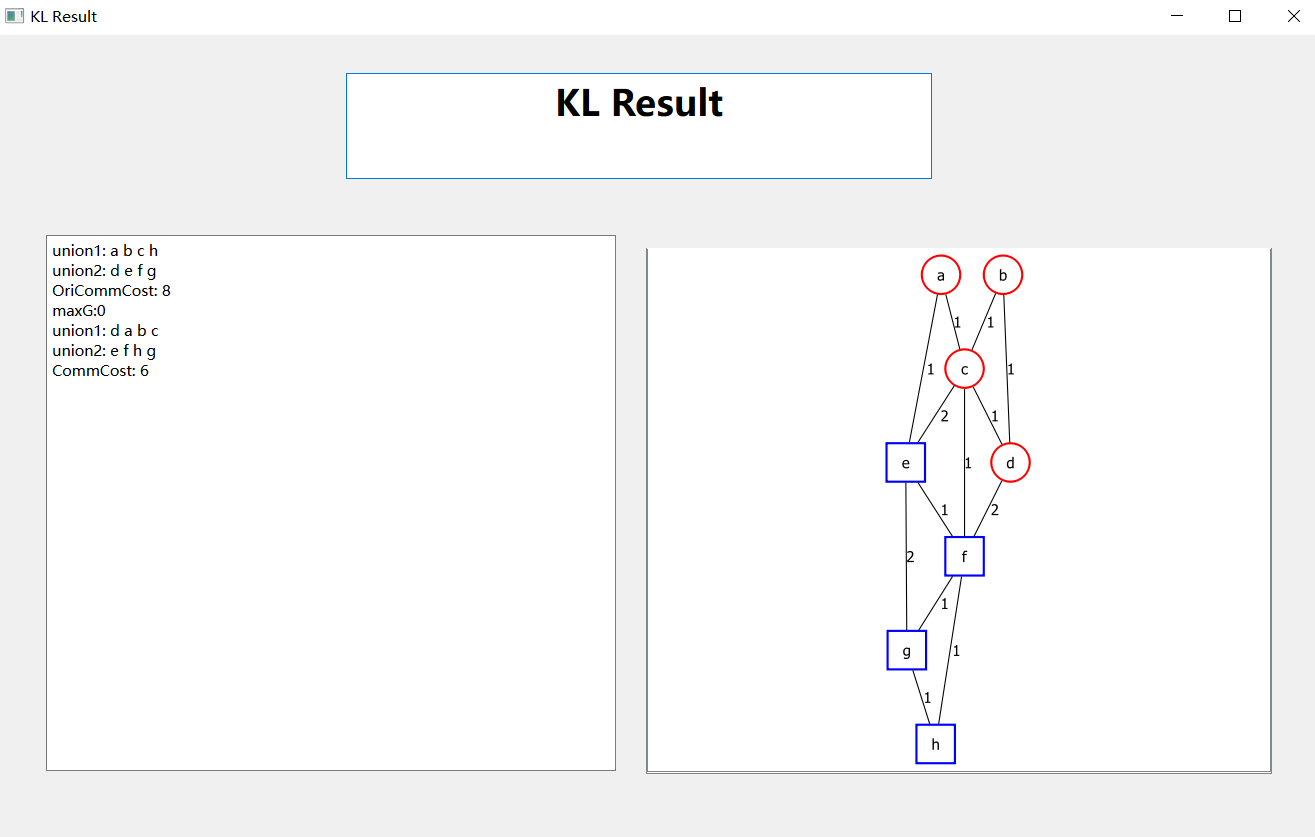 KL Result
KL Result
union1: a b c h
union2: d e f g
OriCommCost: 8
maxG:0
union1: d a b c
union2: e f h g
CommCost: 6
a b
1 1
1 c 1
2 1
e 1 d
1 2
2 f
1
g 1
1
h